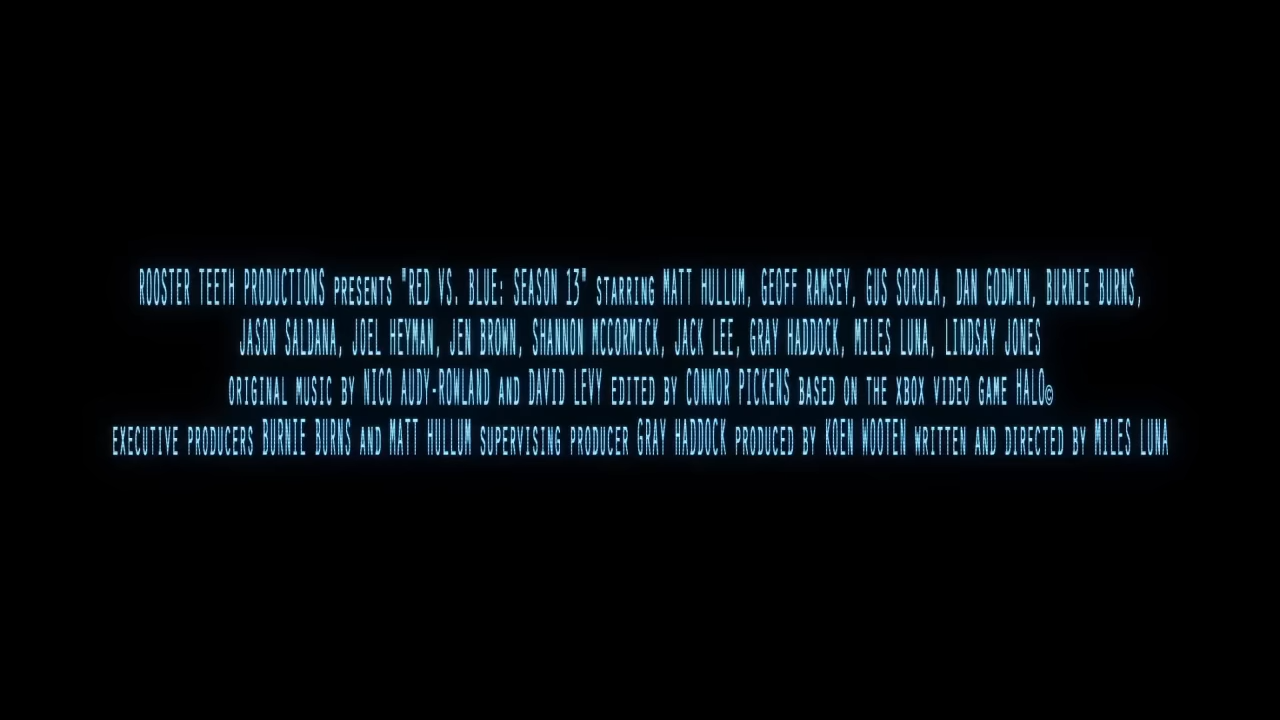 ROOSTER TEETH PRODUCTIONS PRESENTS "RED VS. BLUE: SEASON 13" STARRING MATT HULLUM, GEOFF RAMSEY, GUS SOROLA, DAN GODWIN, BURNIE BURNS,
JASON SALDANA, JOEL HEYMAN, JEN BROWN, SHANNON MCCORMICK, JACK LEE, GRAY HADDOCK, MILES LUNA, LINDSAY JONES
ORIGINAL MUSIC BY NICO AUDY-ROWLAND AND DAVID LEVY EDITED BY CONNOR PICKENS BASED ON THE XBOX VIDEO GAME HALO©
EXECUTIVE PRODUCERS BURNIE BURNS AND MATT HULLUM SUPERVISING PRODUCER GRAY HADDOCK PRODUCED BY KOEN WOOTEN WRITTEN AND DIRECTED BY MILES LUNA